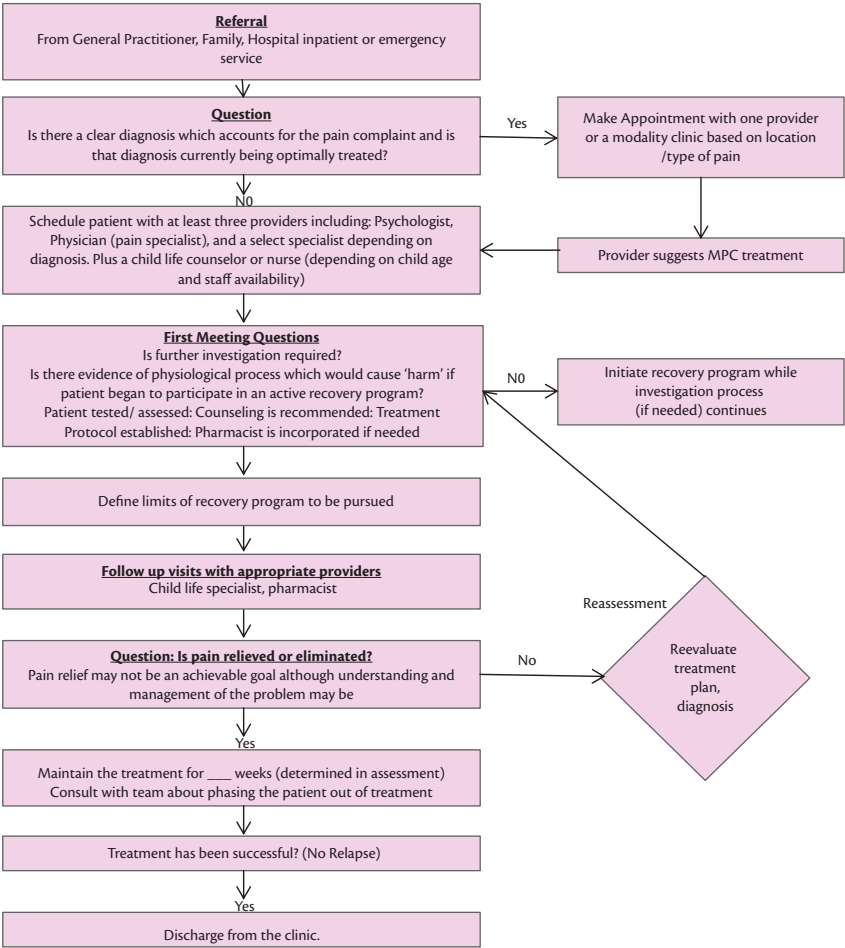 Referral
From General Practitioner, Family, Hospital inpatient or emergency
service
Question
Is there a clear diagnosis which accounts for the pain complaint and is
that diagnosis currently being optimally treated?
Yes
Make Appointment with one provider
or a modality clinic based on location
/type of pain
N0
Schedule patient with at least three providers including: Psychologist,
Physician (pain specialist), and a select specialist depending on
diagnosis. Plus a child life counselor or nurse (depending on child age
and staff availability)
Provider suggests MPC treatment
First Meeting Questions
Is further investigation required?
Is there evidence of physiological process which would cause ‘harm’ if
patient began to participate in an active recovery program?
Patient tested/ assessed: Counseling is recommended: Treatment
Protocol established: Pharmacist is incorporated if needed
N0
Initiate recovery program while
investigation process
(if needed) continues
Define limits of recovery program to be pursued
Follow up visits with appropriate providers
Child life specialist, pharmacist
Reassessment
Reevaluate
treatment
plan,
diagnosis
Question: Is pain relieved or eliminated?
Pain relief may not be an achievable goal although understanding and
management of the problem may be
No
Yes
Maintain the treatment for ___ weeks (determined in assessment)
Consult with team about phasing the patient out of treatment
Treatment has been successful? (No Relapse)
Yes
Discharge from the clinic.